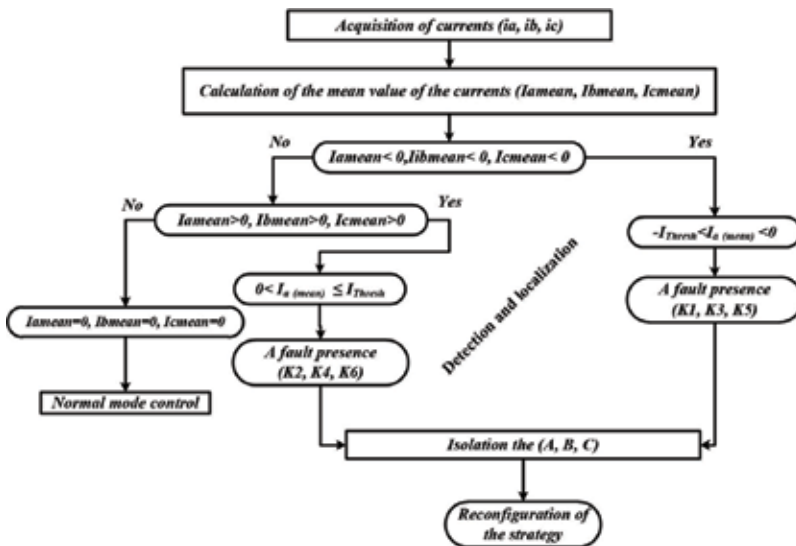 Acquisition of currents (ia, ib, ic)
Calculation of the mean value of the currents (Iamean, Ibmean, Icmean)
No
Iamean< 0,Iibmean< 0, Icmean< 0
Yes
No
Iamean>0, Ibmean>0, Icmean>0
Yes
-IThresh<Ia (mean) <0
0< Ia (mean) ≤ IThresh
A fault presence
(K1, K3, K5)
Iamean=0, Ibmean=0, Icmean=0
Detection and localization
A fault presence
(K2, K4, K6)
Normal mode control
Isolation the (A, B, C)
Reconfiguration of
the strategy